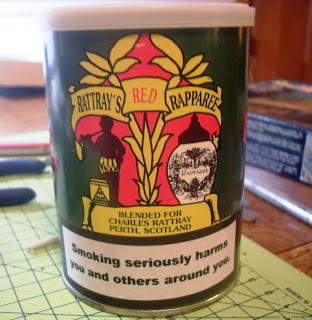 RATTRAY'S RED RAPPAREE
RAPPAREE
BLENDED FOR
CHARLES RATTRAY
PERTH, SCOTLAND
Smoking seriously harms
you and others around you.